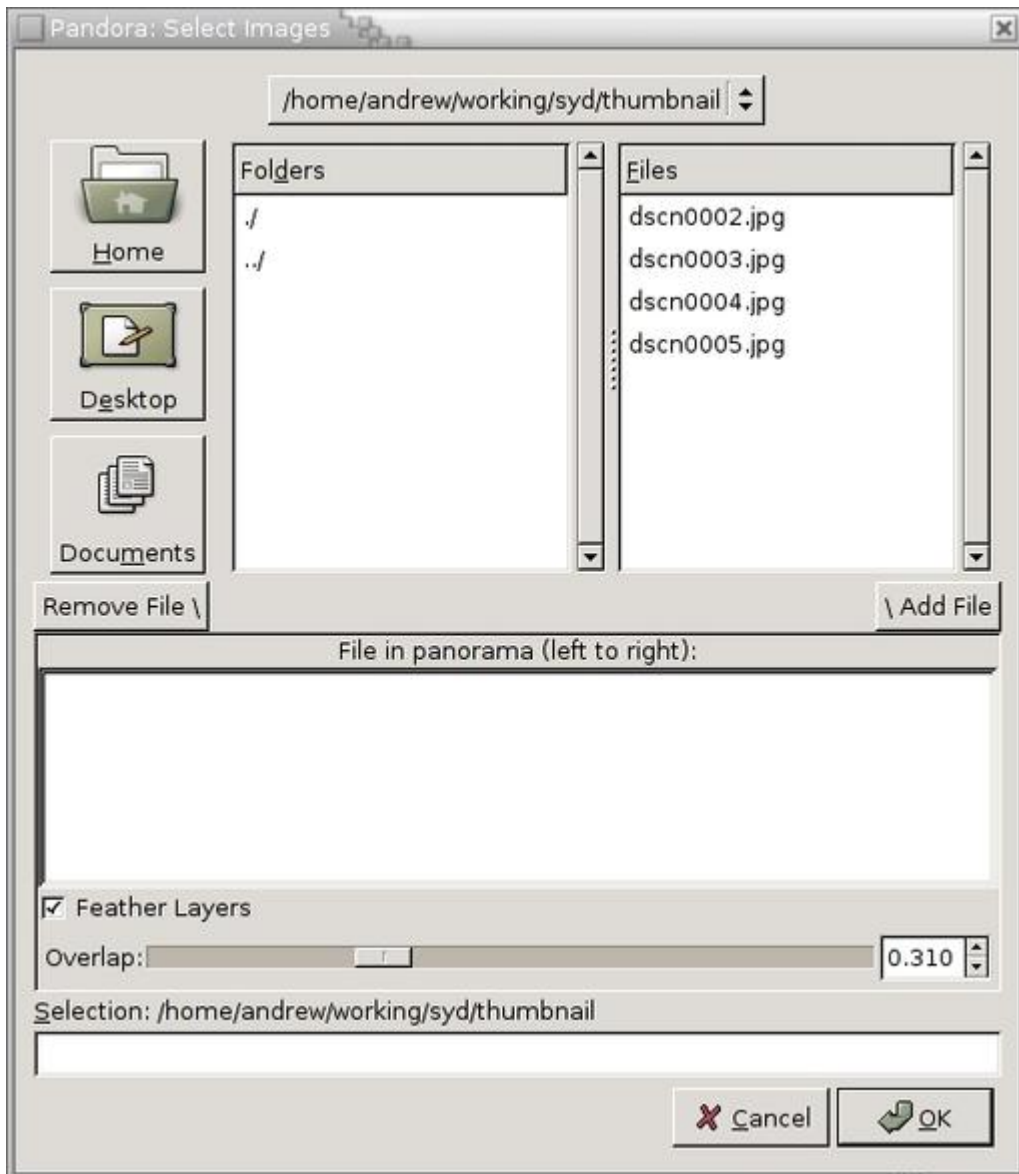 Pandora: Select Images
/home/andrew/working/syd/thumbnail
Home
Desktop
Documents
Folders
./
../
Files
dscn0002.jpg
dscn0003.jpg
dscn0004.jpg
dscn0005.jpg
Remove File \
\ Add File
File in panorama (left to right):
Feather Layers
Overlap:
0.310
Selection: /home/andrew/working/syd/thumbnail
Cancel
OK